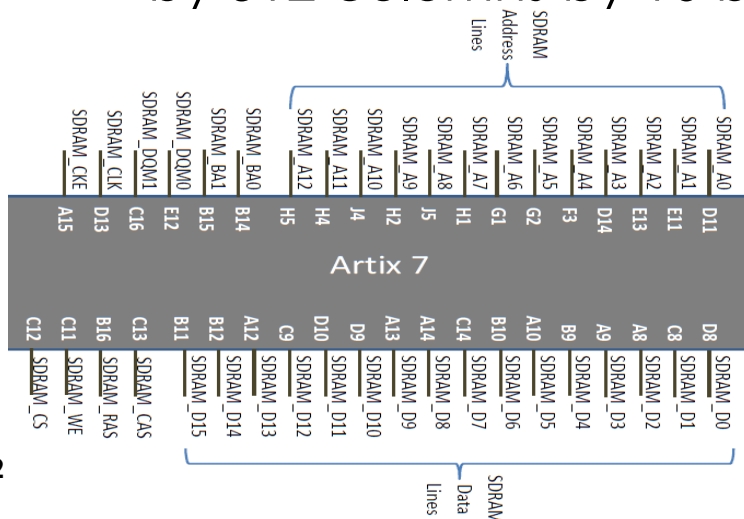 SDRAM
Address
Lines
SDRAM_CKE
SDRAM_CLK
SDRAM_DQM1
SDRAM_DQM0
SDRAM_BA1
SDRAM_BA0
SDRAM_A12
SDRAM_A11
SDRAM_A10
SDRAM_A9
SDRAM_A8
SDRAM_A7
SDRAM_A6
SDRAM_A5
SDRAM_A4
SDRAM_A3
SDRAM_A2
SDRAM_A1
SDRAM_A0
A15
D13
C16
E12
B15
B14
H5
H4
J4
H2
J5
H1
G1
G2
F3
D14
E13
E11
D11
Artix 7
C12
C11
B16
C13
B11
B12
A12
C9
D10
D9
A13
A14
C14
B10
A10
B9
A9
A8
C8
D8
SDRAM_CS
SDRAM_WE
SDRAM_RAS
SDRAM_CAS
SDRAM_D15
SDRAM_D14
SDRAM_D13
SDRAM_D12
SDRAM_D11
SDRAM_D10
SDRAM_D9
SDRAM_D8
SDRAM_D7
SDRAM_D6
SDRAM_D5
SDRAM_D4
SDRAM_D3
SDRAM_D2
SDRAM_D1
SDRAM_D0
SDRAM
Data
Lines